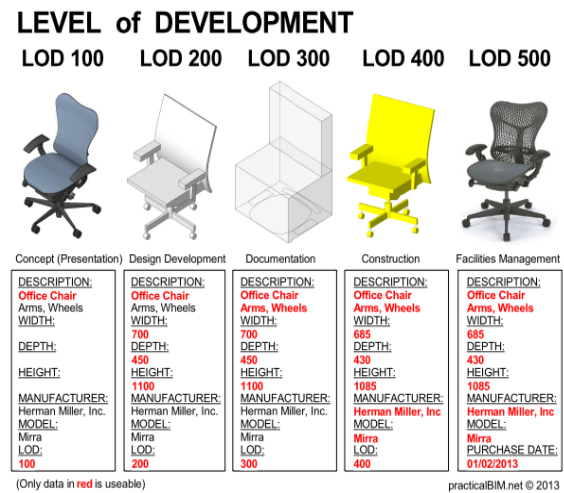 LEVEL of DEVELOPMENT
LOD 100 LOD 200 LOD 300 LOD 400 LOD 500
Concept (Presentation) Design Development Documentation Construction Facilities Management
DESCRIPTION:
Office Chair
Arms, Wheels
WIDTH:
DEPTH:
HEIGHT:
MANUFACTURER:
Herman Miller, Inc.
MODEL:
Mirra
LOD:
100
DESCRIPTION:
Office Chair
Arms, Wheels
WIDTH:
700
DEPTH:
450
HEIGHT:
1100
MANUFACTURER:
Herman Miller, Inc.
MODEL:
Mirra
LOD:
200
DESCRIPTION:
Office Chair
Arms, Wheels
WIDTH:
700
DEPTH:
450
HEIGHT:
1100
MANUFACTURER:
Herman Miller, Inc.
MODEL:
Mirra
LOD:
300
DESCRIPTION:
Office Chair
Arms, Wheels
WIDTH:
685
DEPTH:
430
HEIGHT:
1085
MANUFACTURER:
Herman Miller, Inc
MODEL:
Mirra
LOD:
400
DESCRIPTION:
Office Chair
Arms, Wheels
WIDTH:
685
DEPTH:
430
HEIGHT:
1085
MANUFACTURER:
Herman Miller, Inc
MODEL:
Mirra
PURCHASE DATE:
01/02/2013
(Only data in red is useable)
practicalBIM.net © 2013